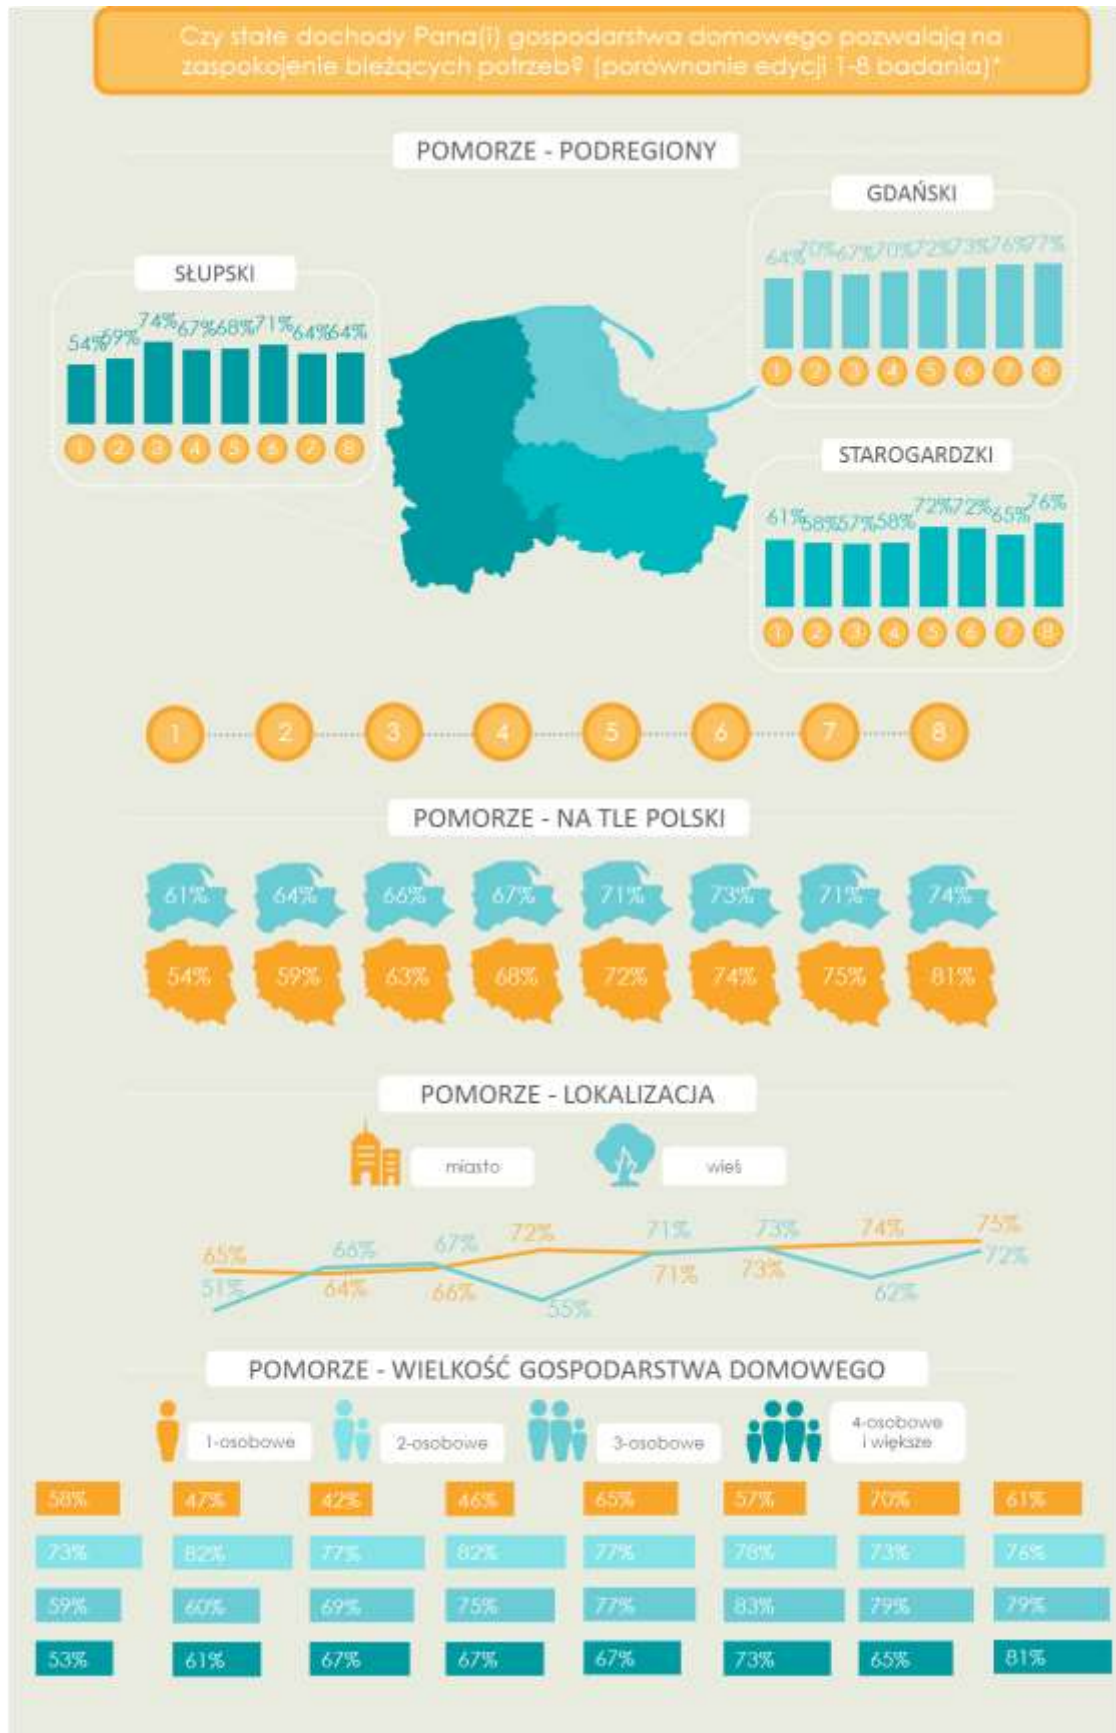 Czy stałe dochody Pana(i) gospodarstwa domowego pozwalają na
zaspokojenie bieżących potrzeb? (porównanie edycji 1-8 badania)*
POMORZE - PODREGIONY
GDAŃSKI
64% 70% 67% 70% 72% 73% 76% 77%
1 2 3 4 5 6 7 8
SŁUPSKI
54% 59% 74% 67% 68% 71% 64% 64%
1 2 3 4 5 6 7 8
STAROGARDZKI
61% 58% 57% 58% 72% 72% 65% 76%
1 2 3 4 5 6 7 8
1 2 3 4 5 6 7 8
POMORZE - NA TLE POLSKI
61% 64% 66% 67% 71% 73% 71% 74%
54% 59% 63% 68% 72% 74% 75% 81%
POMORZE - LOKALIZACJA
miasto wieś
65% 64% 66% 72% 71% 73% 74% 75%
51% 66% 67% 55% 71% 73% 62% 72%
POMORZE - WIELKOŚĆ GOSPODARSTWA DOMOWEGO
1-osobowe 2-osobowe 3-osobowe 4-osobowe
i większe
58% 47% 42% 46% 65% 57% 70% 61%
73% 82% 77% 82% 77% 78% 73% 76%
59% 60% 69% 75% 77% 83% 79% 79%
53% 61% 67% 67% 67% 73% 65% 81%